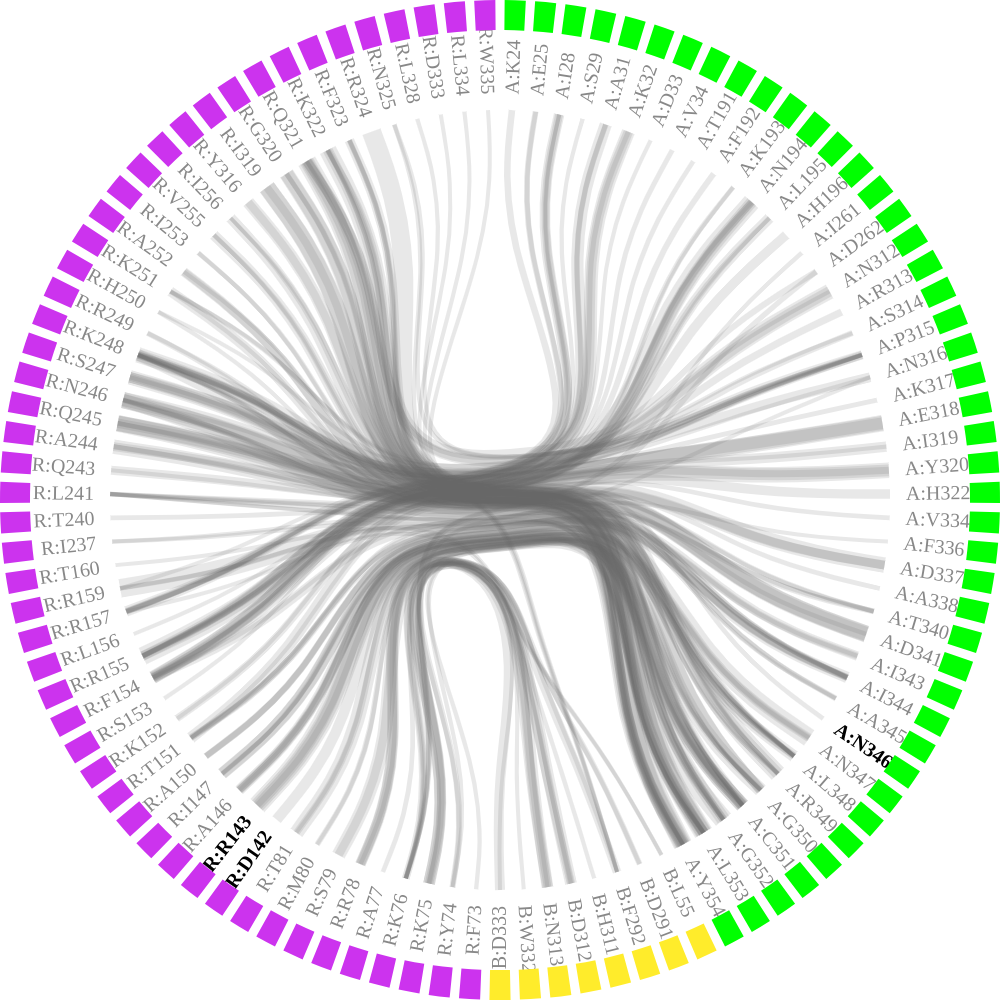 A:K24
A:E25
A:I28
A:S29
A:A31
A:K32
A:D33
A:V34
A:T191
A:F192
A:K193
A:N194
A:L195
A:H196
A:I261
A:D262
A:N312
A:R313
A:S314
A:P315
A:N316
A:K317
A:E318
A:I319
A:Y320
A:H322
A:V334
A:F336
A:D337
A:A338
A:T340
A:D341
A:I343
A:I344
A:A345
A:N346
A:N347
A:L348
A:R349
A:G350
A:C351
A:G352
A:L353
A:Y354
B:L55
B:D291
B:F292
B:H311
B:D312
B:N313
B:W332
B:D333
R:F73
R:Y74
R:K75
R:K76
R:A77
R:R78
R:S79
R:M80
R:T81
R:D142
R:R143
R:A146
R:I147
R:A150
R:T151
R:K152
R:S153
R:F154
R:R155
R:L156
R:R157
R:R159
R:T160
R:I237
R:T240
R:L241
R:Q243
R:A244
R:Q245
R:N246
R:S247
R:K248
R:R249
R:H250
R:K251
R:A252
R:I253
R:V255
R:I256
R:Y316
R:I319
R:G320
R:Q321
R:K322
R:F323
R:R324
R:N325
R:L328
R:D333
R:L334
R:W335